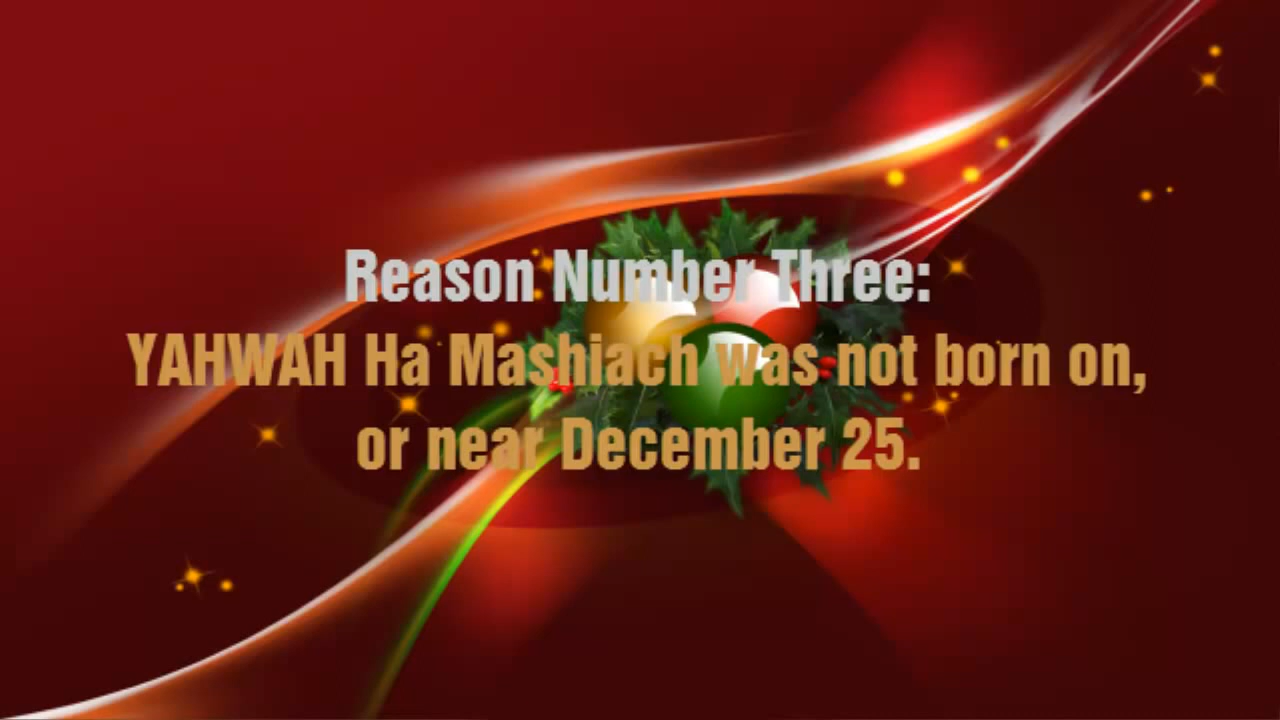 Reason Number Three:
YAHWAH Ha Mashiach was not born on,
or near December 25.